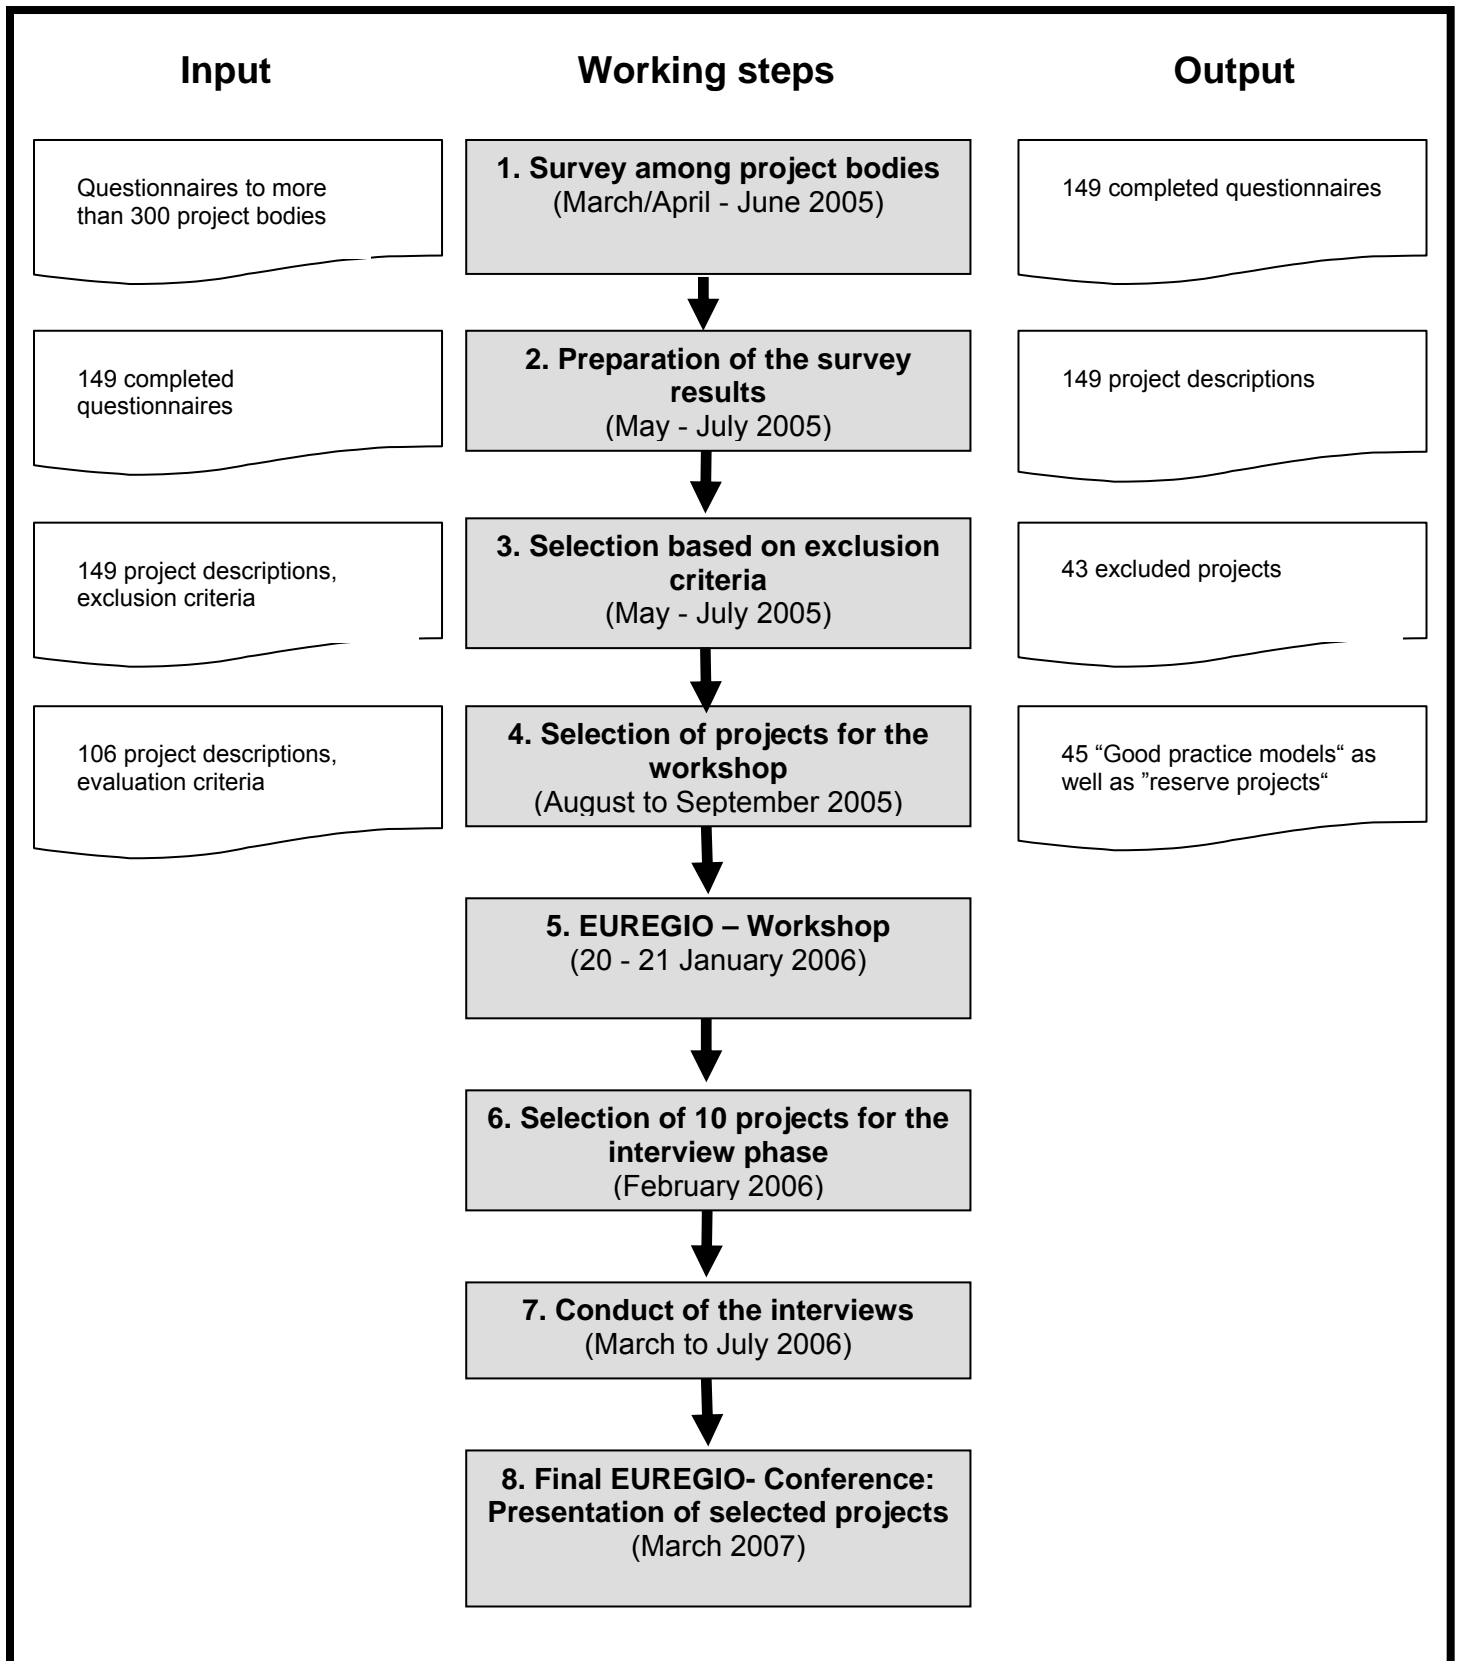 Input
Working steps
Output
Questionnaires to more
than 300 project bodies
1. Survey among project bodies
(March/April - June 2005)
149 completed questionnaires
149 completed
questionnaires
2. Preparation of the survey
results
(May - July 2005)
149 project descriptions
149 project descriptions,
exclusion criteria
3. Selection based on exclusion
criteria
(May - July 2005)
43 excluded projects
106 project descriptions,
evaluation criteria
4. Selection of projects for the
workshop
(August to September 2005)
45 “Good practice models“ as
well as ”reserve projects“
5. EUREGIO – Workshop
(20 - 21 January 2006)
6. Selection of 10 projects for the
interview phase
(February 2006)
7. Conduct of the interviews
(March to July 2006)
8. Final EUREGIO- Conference:
Presentation of selected projects
(March 2007)